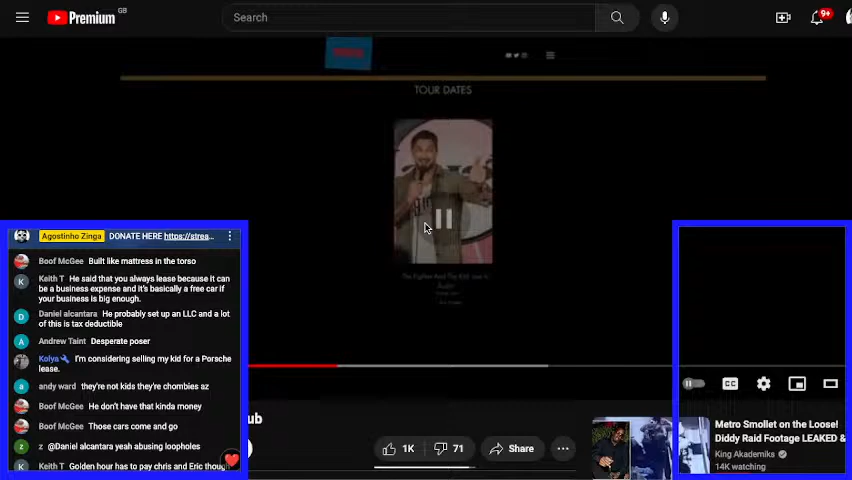 Premium GB
Search
9+
TOUR DATES
Agostinho Zinga DONATE HERE https://strea...
Boof McGee Built like mattress in the torso
K Keith T He said that you always lease because it can
be a business expense and it's basically a free car if
your business is big enough.
D Daniel alcantara He probably set up an LLC and a lot
of this is tax deductible
A Andrew Taint Desperate poser
Kolya I'm considering selling my kid for a Porsche
lease.
a andy ward they're not kids they're chombies az
Boof McGee He don't have that kinda money
Boof McGee Those cars come and go
z z @Daniel alcantara yeah abusing loopholes
K Keith T Golden hour has to pay chris and Eric though
ub
1K
71
Share
CC
Metro Smollet on the Loose!
Diddy Raid Footage LEAKED &
King Akademiks
14K watching